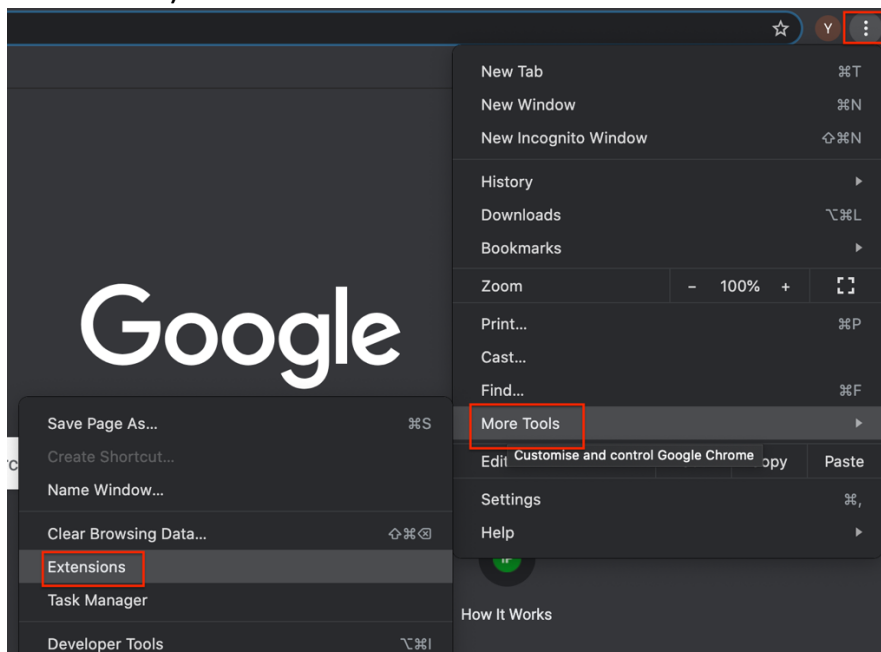 Y
New Tab ⌘T
New Window ⌘N
New Incognito Window ⇧⌘N
History
Downloads ⌥⌘L
Bookmarks
Zoom - 100% +
Google
Print... ⌘P
Cast...
Find... ⌘F
More Tools
Customise and control Google Chrome
Edit Paste
Settings ⌘,
Help
Save Page As... ⌘S
Create Shortcut...
Name Window...
Clear Browsing Data... ⇧⌘⌫
Extensions
Task Manager
Developer Tools ⌥⌘I
How It Works